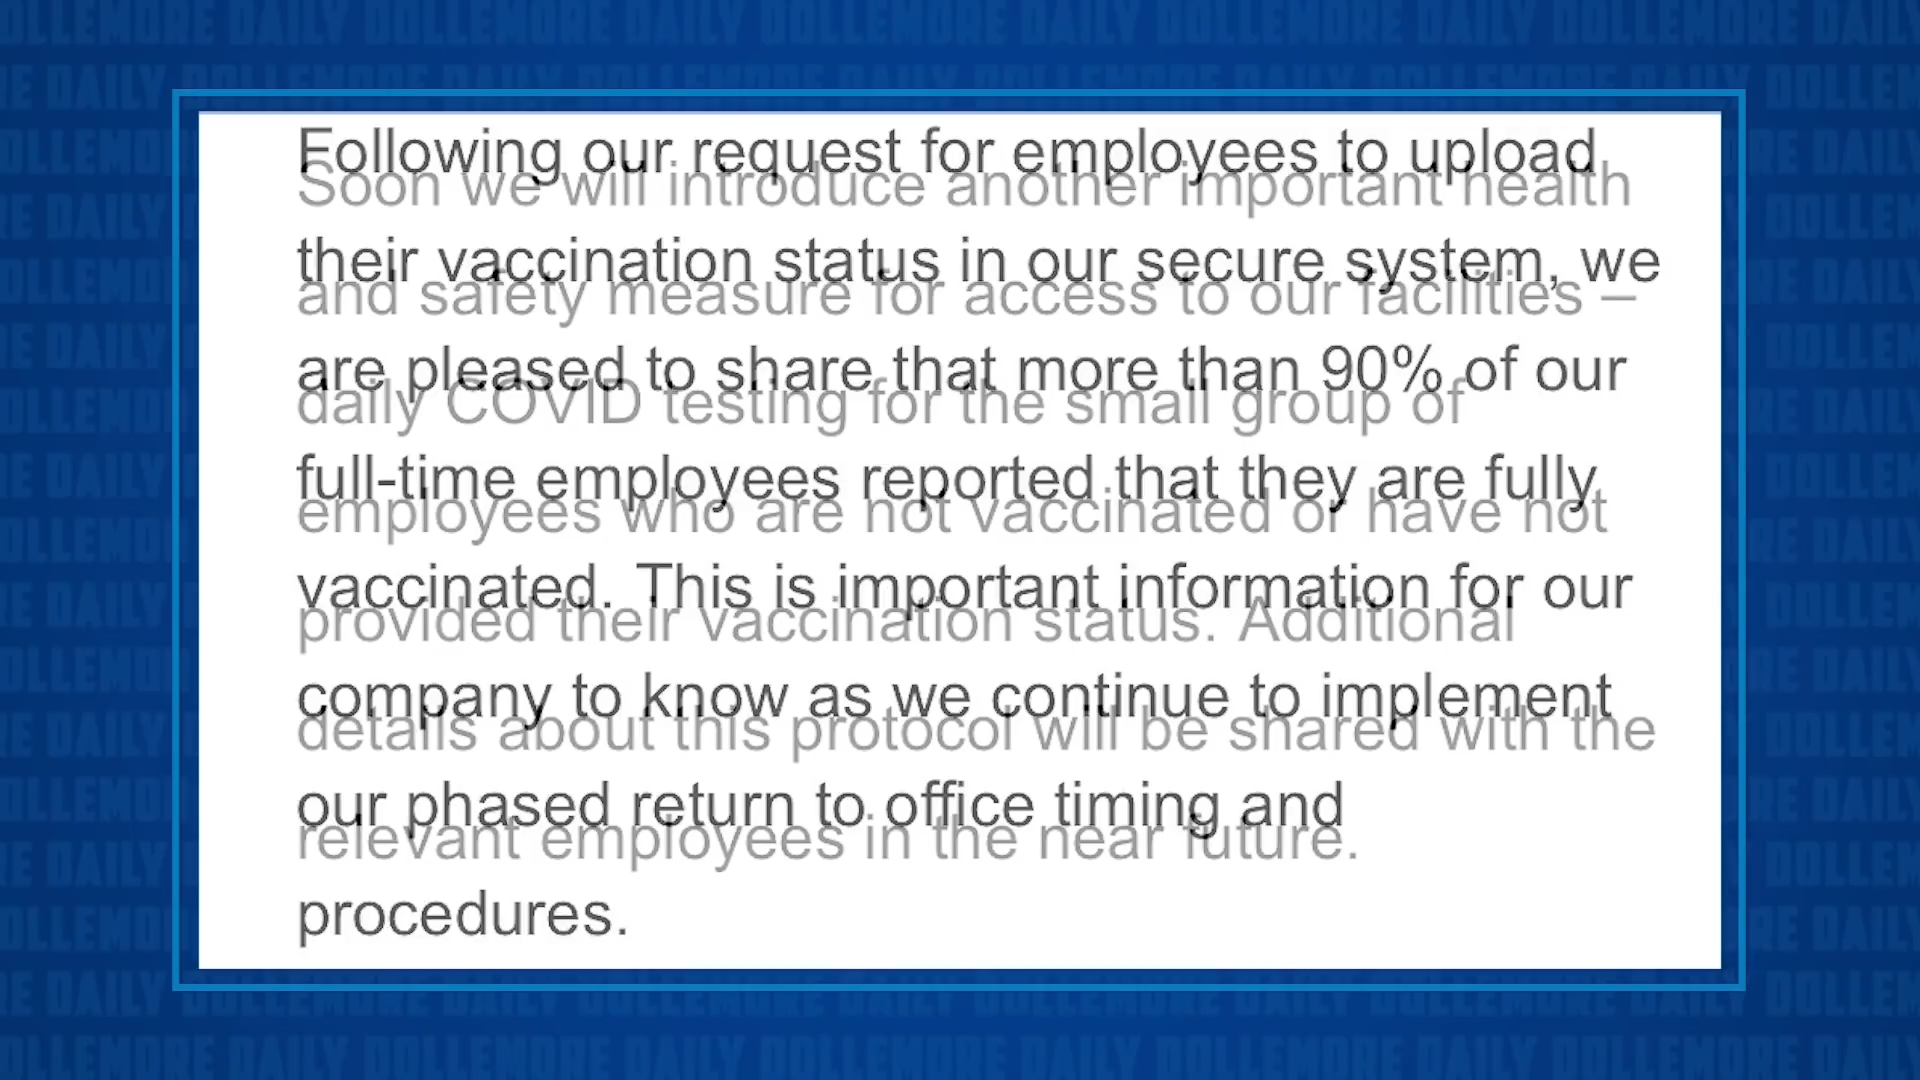 Following our request for employees to upload
their vaccination status in our secure system, we
are pleased to share that more than 90% of our
full-time employees reported that they are fully
vaccinated. This is important information for our
company to know as we continue to implement
our phased return to office timing and
procedures.
Soon we will introduce another important health
and safety measure for access to our facilities –
daily COVID testing for the small group of
employees who are not vaccinated or have not
provided their vaccination status. Additional
details about this protocol will be shared with the
relevant employees in the near future.
DOLLEMORE DAILY